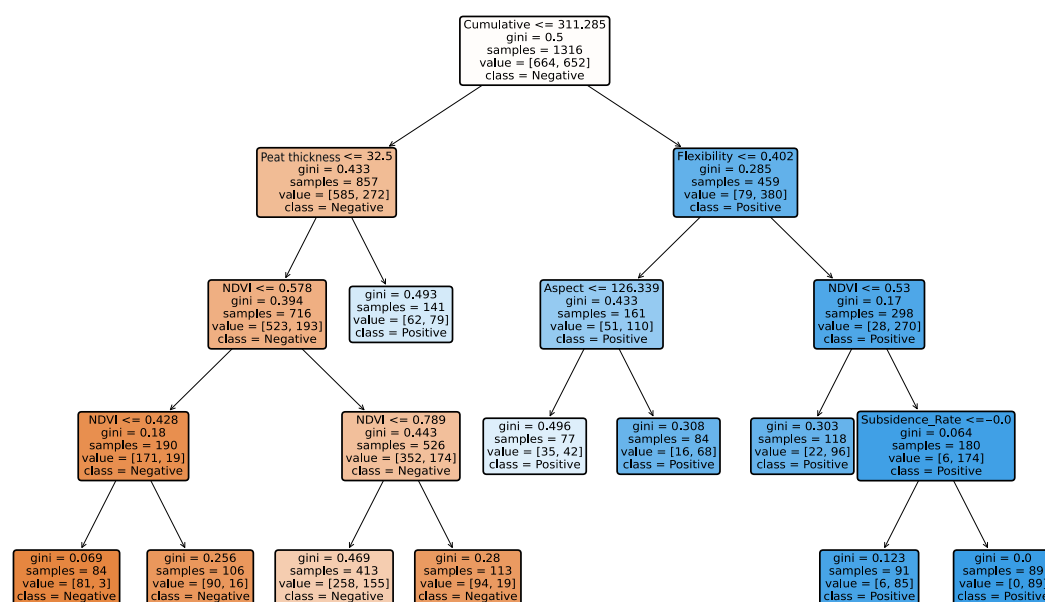 Cumulative <= 311.285
gini = 0.5
samples = 1316
value = [664, 652]
class = Negative
Peat thickness <= 32.5
gini = 0.433
samples = 857
value = [585, 272]
class = Negative
Flexibility <= 0.402
gini = 0.285
samples = 459
value = [79, 380]
class = Positive
NDVI <= 0.578
gini = 0.394
samples = 716
value = [523, 193]
class = Negative
gini = 0.493
samples = 141
value = [62, 79]
class = Positive
Aspect <= 126.339
gini = 0.433
samples = 161
value = [51, 110]
class = Positive
NDVI <= 0.53
gini = 0.17
samples = 298
value = [28, 270]
class = Positive
NDVI <= 0.428
gini = 0.18
samples = 190
value = [171, 19]
class = Negative
NDVI <= 0.789
gini = 0.443
samples = 526
value = [352, 174]
class = Negative
gini = 0.496
samples = 77
value = [35, 42]
class = Positive
gini = 0.308
samples = 84
value = [16, 68]
class = Positive
gini = 0.303
samples = 118
value = [22, 96]
class = Positive
Subsidence_Rate <=−0.0
gini = 0.064
samples = 180
value = [6, 174]
class = Positive
gini = 0.069
samples = 84
value = [81, 3]
class = Negative
gini = 0.256
samples = 106
value = [90, 16]
class = Negative
gini = 0.469
samples = 413
value = [258, 155]
class = Negative
gini = 0.28
samples = 113
value = [94, 19]
class = Negative
gini = 0.123
samples = 91
value = [6, 85]
class = Positive
gini = 0.0
samples = 89
value = [0, 89]
class = Positive